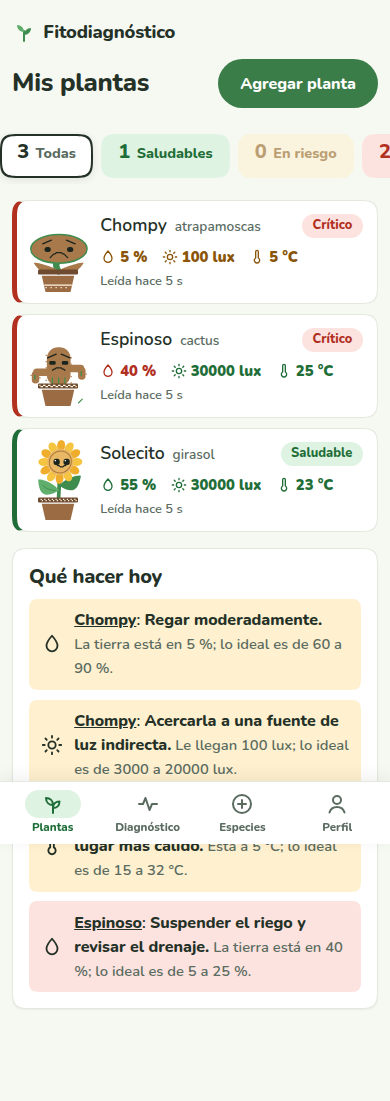 Fitodiagnóstico
Mis plantas
Agregar planta
3 Todas
1 Saludables
0 En riesgo
2
Chompy atrapamoscas
Crítico
5 %
100 lux
5 °C
Leída hace 5 s
Espinoso cactus
Crítico
40 %
30000 lux
25 °C
Leída hace 5 s
Solecito girasol
Saludable
55 %
30000 lux
23 °C
Leída hace 5 s
Qué hacer hoy
Chompy: Regar moderadamente.
La tierra está en 5 %; lo ideal es de 60 a
90 %.
Chompy: Acercarla a una fuente de
luz indirecta. Le llegan 100 lux; lo ideal
es de 3000 a 20000 lux.
Plantas
Diagnóstico
Especies
Perfil
lugar más cálido. Está a 5 °C; lo ideal
es de 15 a 32 °C.
Espinoso: Suspender el riego y
revisar el drenaje. La tierra está en 40
%; lo ideal es de 5 a 25 %.